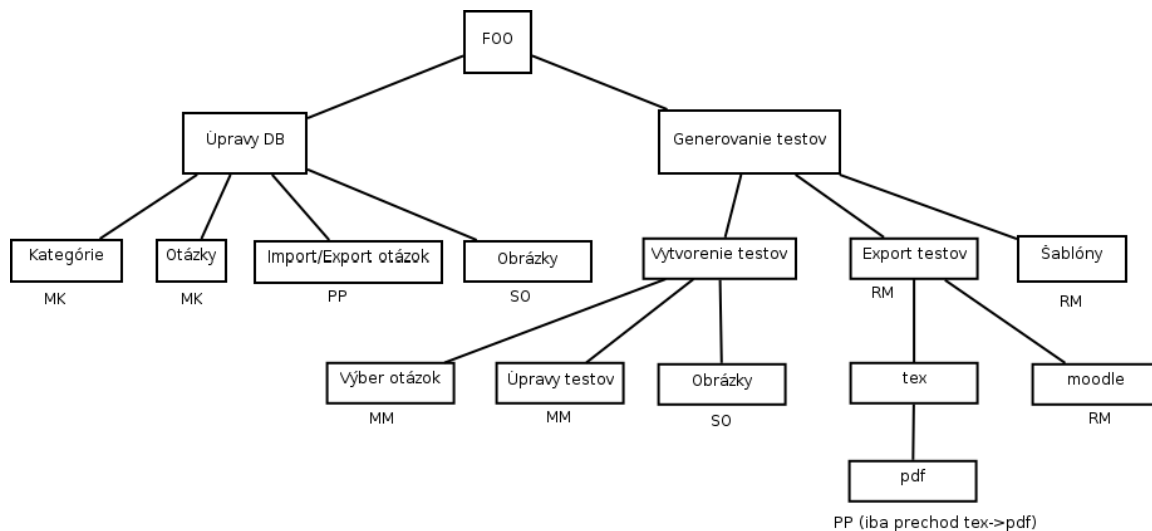 FOO
Úpravy DB
Generovanie testov
Kategórie
Otázky
Import/Export otázok
Obrázky
Vytvorenie testov
Export testov
Šablóny
MK
MK
PP
SO
RM
RM
Výber otázok
Úpravy testov
Obrázky
tex
moodle
MM
MM
SO
RM
pdf
PP (iba prechod tex->pdf)